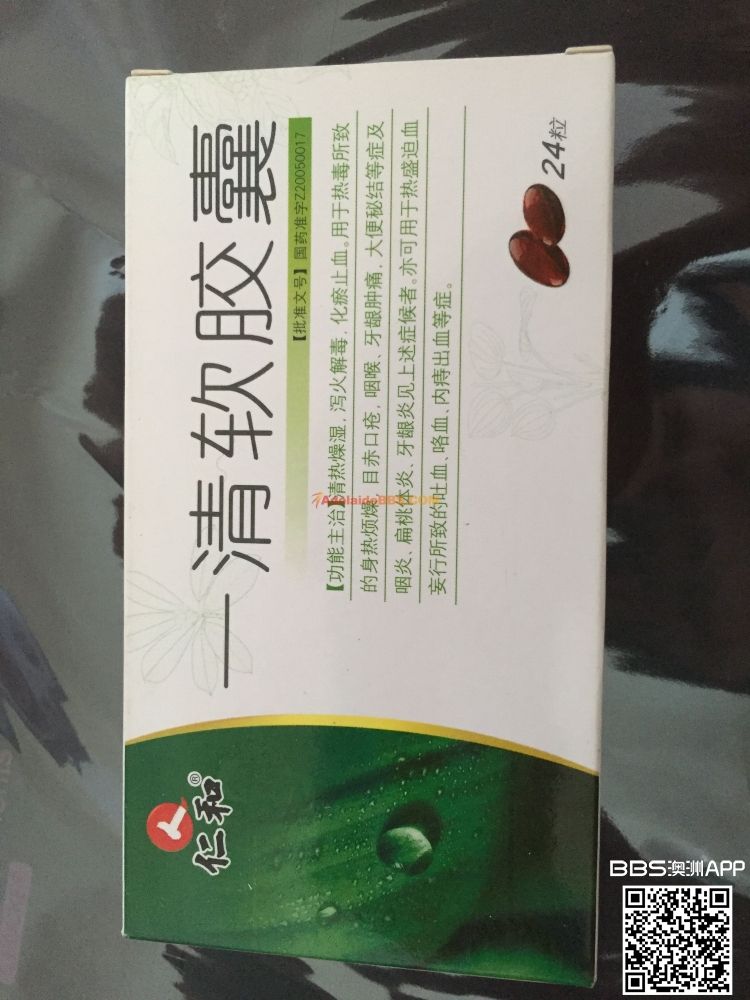 仁和®
一清软胶囊
【批准文号】国药准字Z20050017
【功能主治】清热燥湿，泻火解毒，化瘀止血。用于热毒所致
的身热烦躁，目赤口疮，咽喉、牙龈肿痛，大便秘结等症及
咽炎、扁桃体炎、牙龈炎见上述症候者。亦可用于热盛迫血
妄行所致的吐血、咯血、内痔出血等症。
24粒
AdelaideBBS.COM
BBS澳洲APP